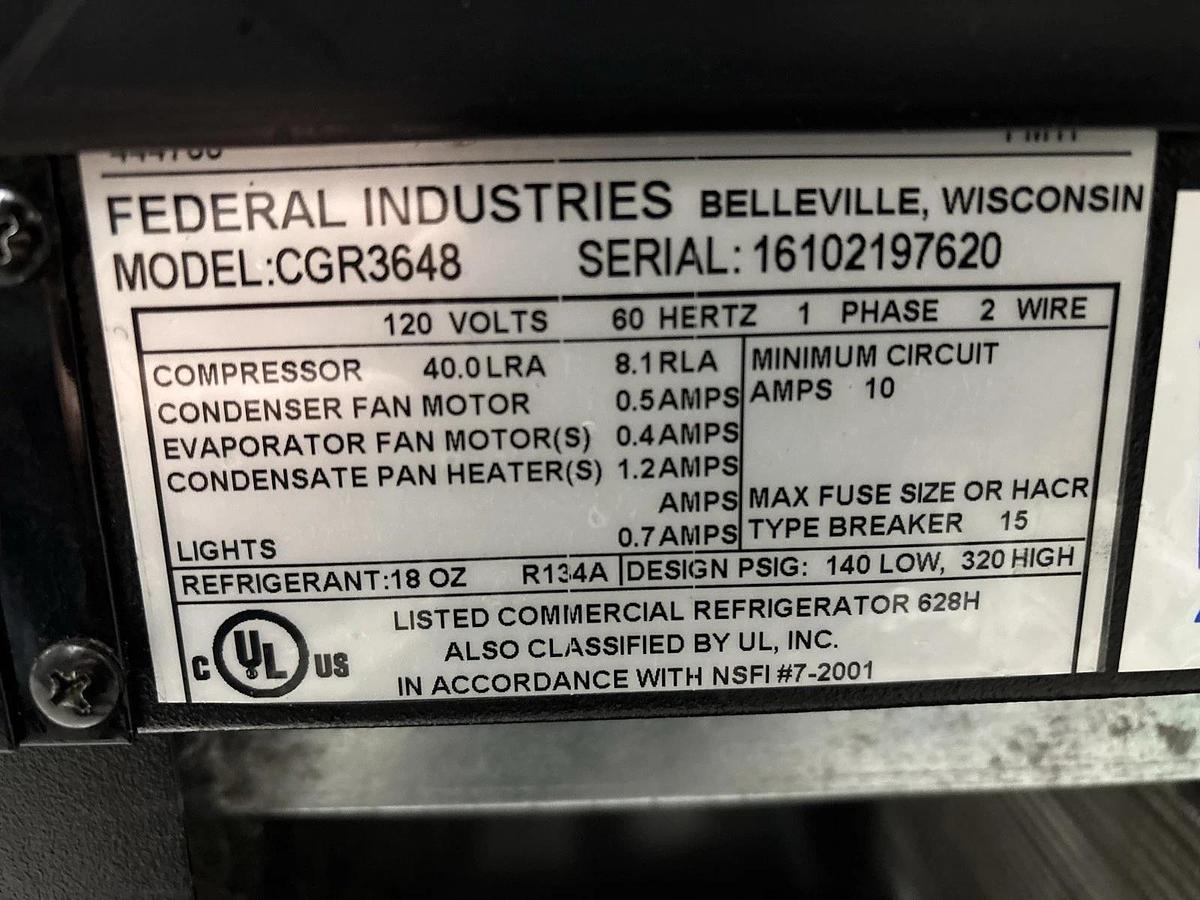 FEDERAL INDUSTRIES BELLEVILLE, WISCONSIN
MODEL:CGR3648 SERIAL: 16102197620
120 VOLTS 60 HERTZ 1 PHASE 2 WIRE
COMPRESSOR 40.0 LRA 8.1 RLA
CONDENSER FAN MOTOR 0.5 AMPS
EVAPORATOR FAN MOTOR(S) 0.4 AMPS
CONDENSATE PAN HEATER(S) 1.2 AMPS
AMPS
LIGHTS 0.7 AMPS
MINIMUM CIRCUIT
AMPS 10
MAX FUSE SIZE OR HACR
TYPE BREAKER 15
REFRIGERANT:18 OZ R134A DESIGN PSIG: 140 LOW, 320 HIGH
LISTED COMMERCIAL REFRIGERATOR 628H
ALSO CLASSIFIED BY UL, INC.
IN ACCORDANCE WITH NSFI #7-2001
C UL US